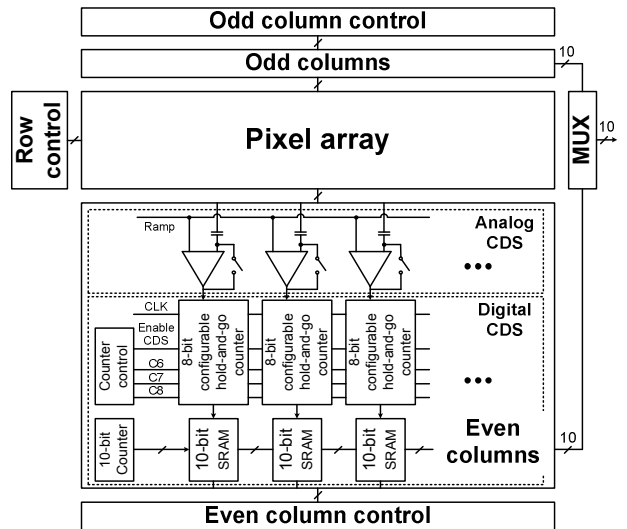 Odd column control
Odd columns
10
Row
control
Pixel array
MUX
10
Ramp
Analog
CDS
•••
CLK
Enable
CDS
C6
C7
C8
Counter
control
8-bit
configurable
hold-and-go
counter
8-bit
configurable
hold-and-go
counter
8-bit
configurable
hold-and-go
counter
Digital
CDS
•••
10-bit
Counter
10-bit
SRAM
10-bit
SRAM
10-bit
SRAM
Even
columns
10
Even column control